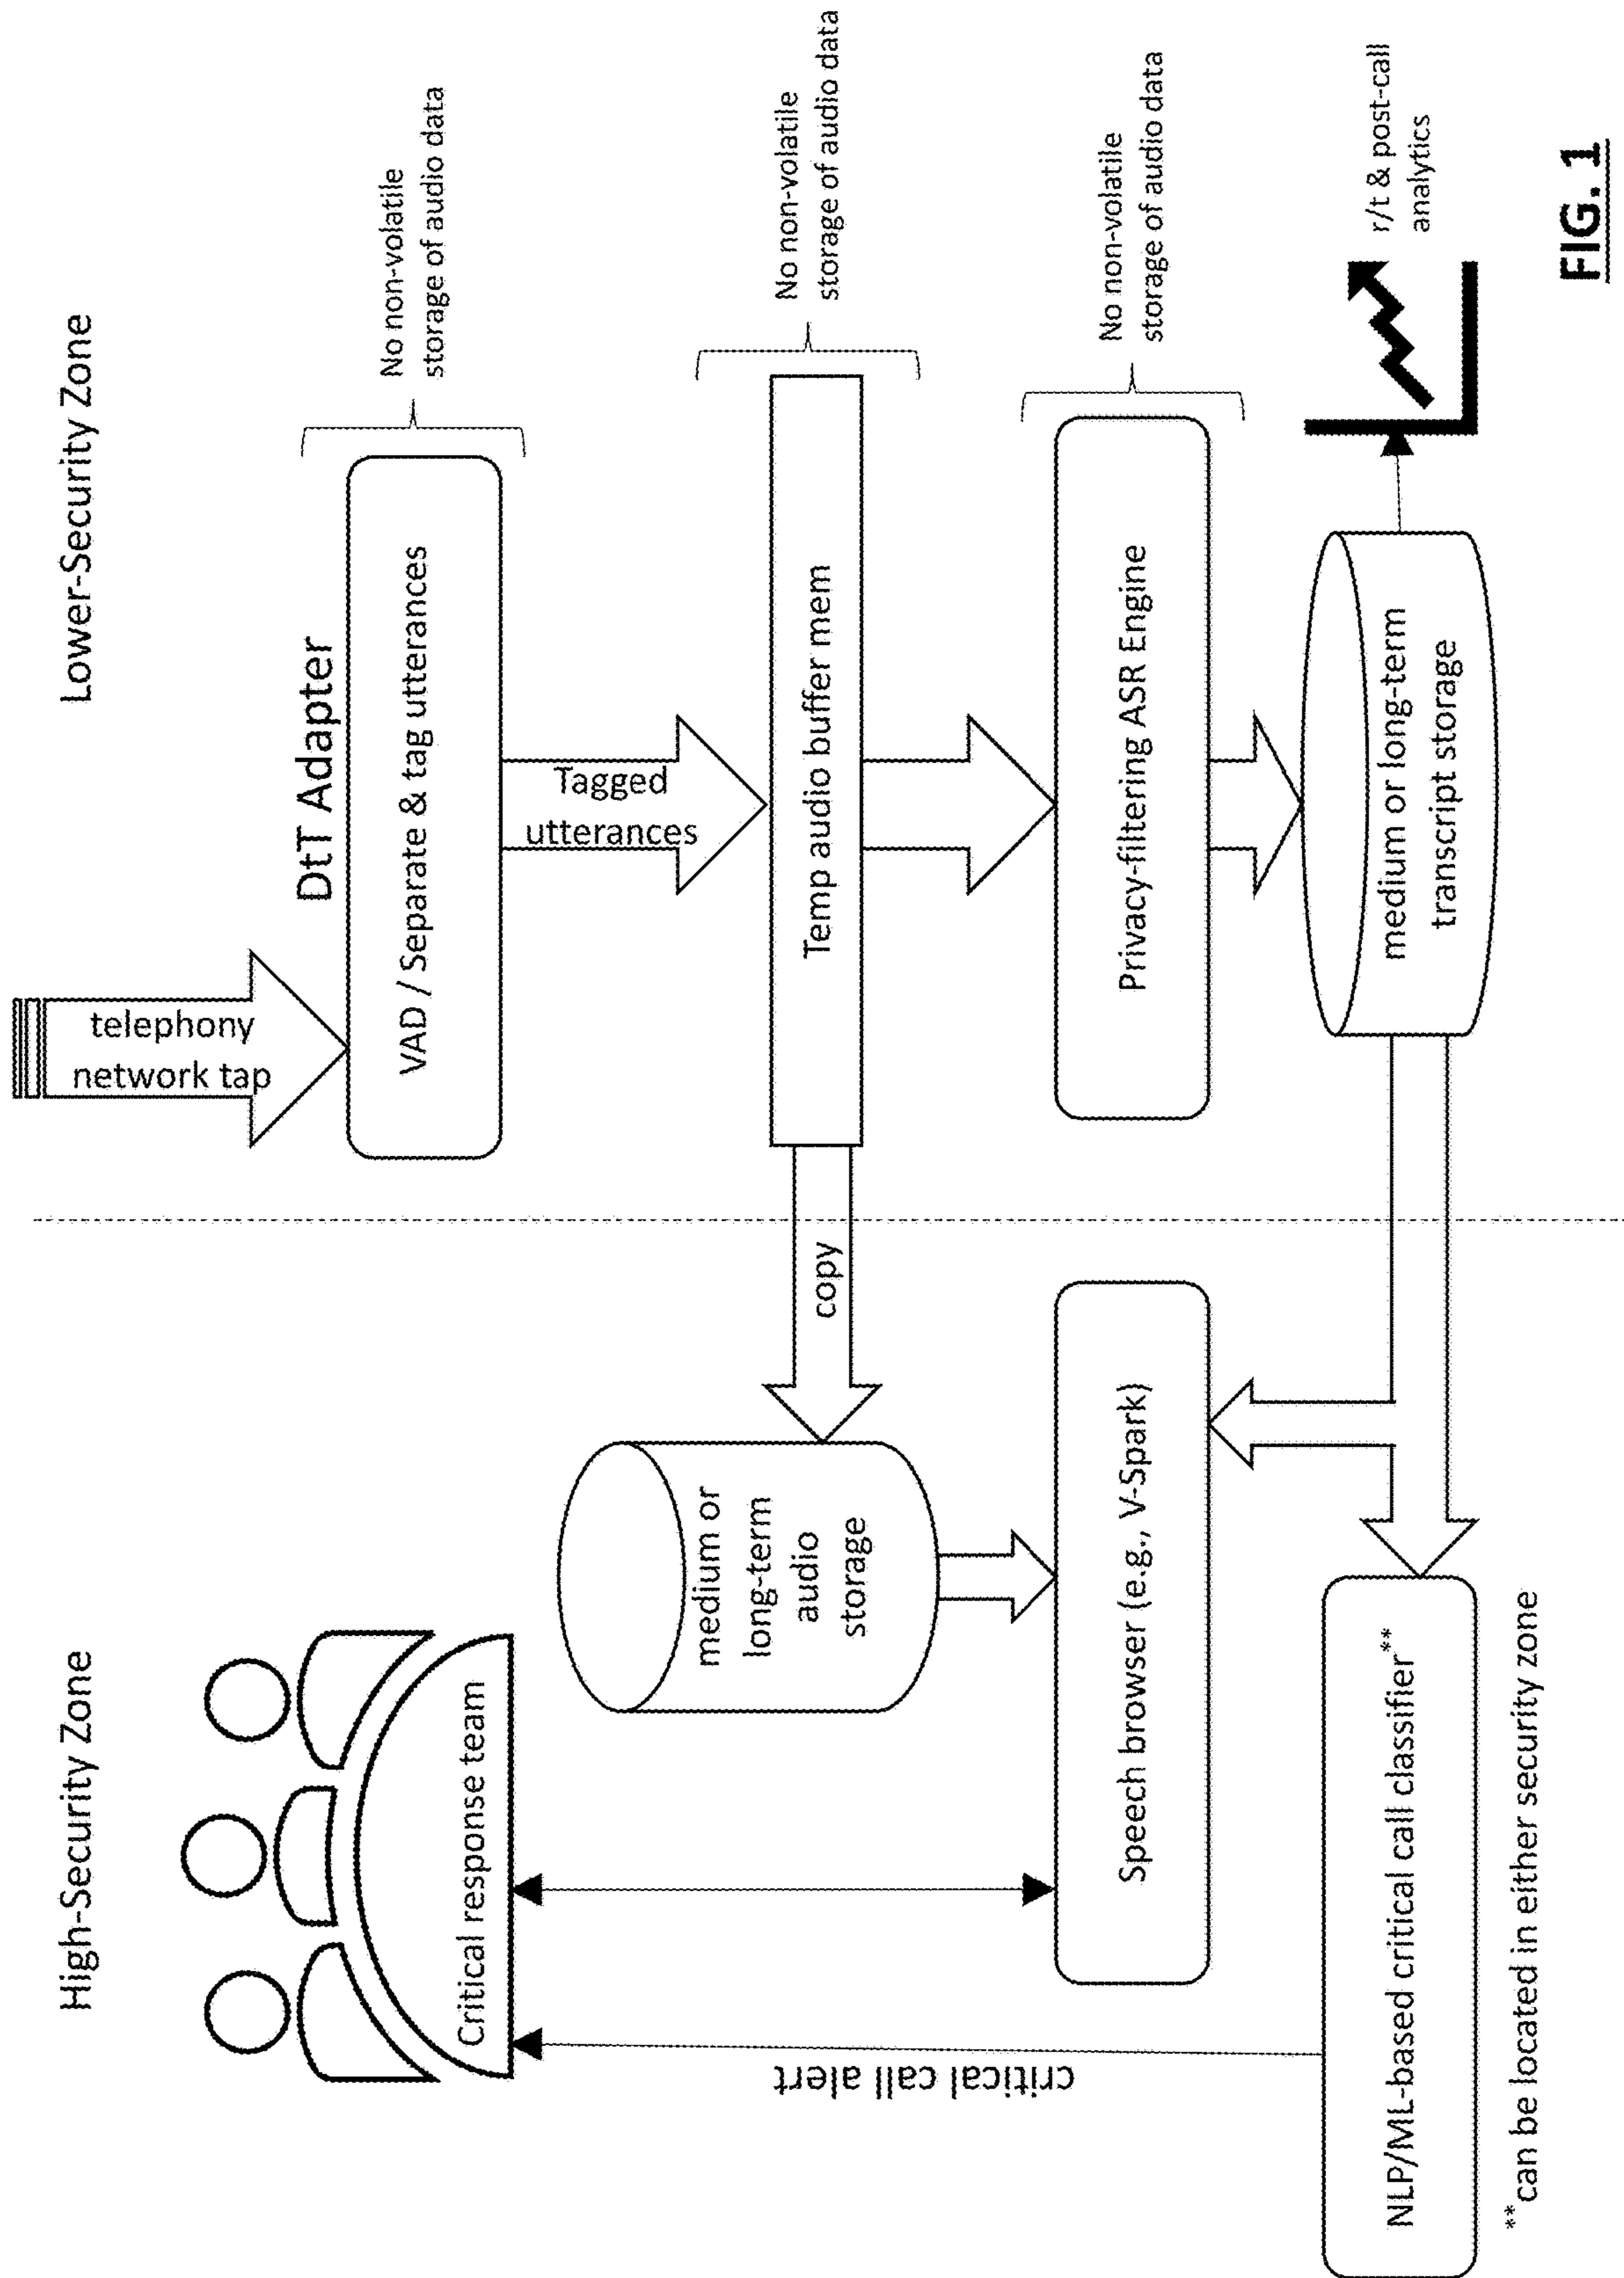 High-Security Zone
Lower-Security Zone
Critical response team
critical call alert
medium or
long-term
audio
storage
copy
Speech browser (e.g., V-Spark)
NLP/ML-based critical call classifier**
**can be located in either security zone
telephony
network tap
DtT Adapter
VAD / Separate & tag utterances
No non-volatile
storage of audio data
Tagged
utterances
Temp audio buffer mem
No non-volatile
storage of audio data
Privacy-filtering ASR Engine
No non-volatile
storage of audio data
medium or long-term
transcript storage
r/t & post-call
analytics
FIG. 1